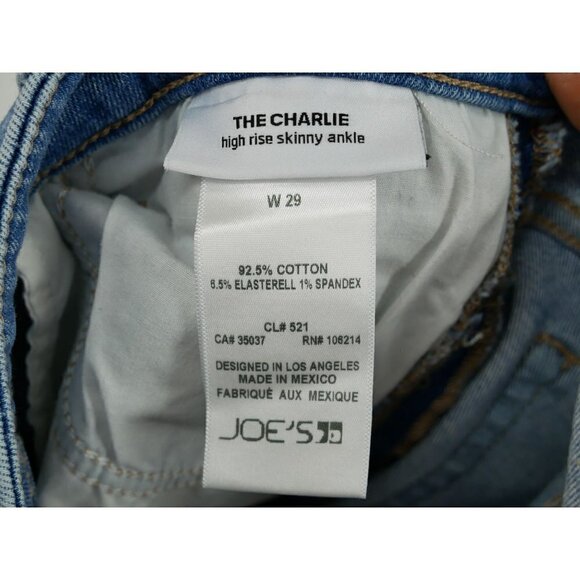 THE CHARLIE
high rise skinny ankle
W 29
92.5% COTTON
6.5% ELASTERELL 1% SPANDEX
CL# 521
CA# 35037 RN# 106214
DESIGNED IN LOS ANGELES
MADE IN MEXICO
FABRIQUÉ AUX MEXIQUE
JOE'S